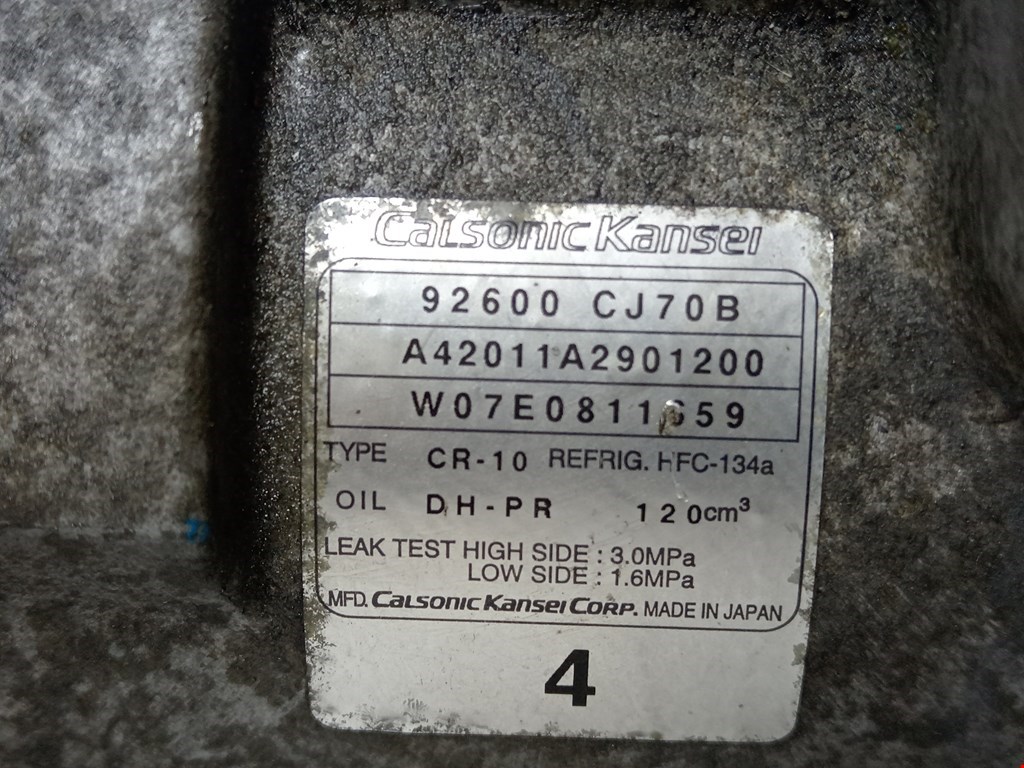 Calsonic Kansei
92600 CJ70B
A42011A2901200
W07E0811659
TYPE CR-10 REFRIG. HFC-134a
OIL DH-PR 120cm³
LEAK TEST HIGH SIDE : 3.0MPa
LOW SIDE : 1.6MPa
MFD. Calsonic Kansei Corp. MADE IN JAPAN
4